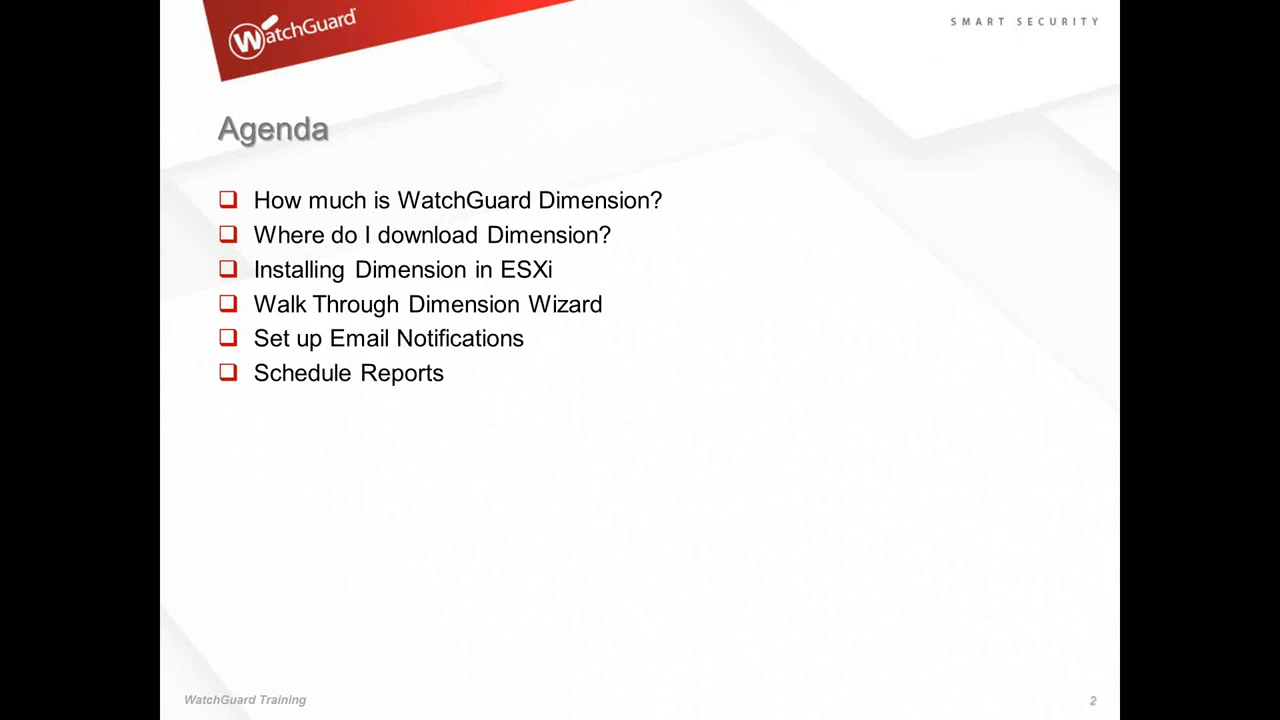 WatchGuard
SMART SECURITY
Agenda
How much is WatchGuard Dimension?
Where do I download Dimension?
Installing Dimension in ESXi
Walk Through Dimension Wizard
Set up Email Notifications
Schedule Reports
WatchGuard Training
2